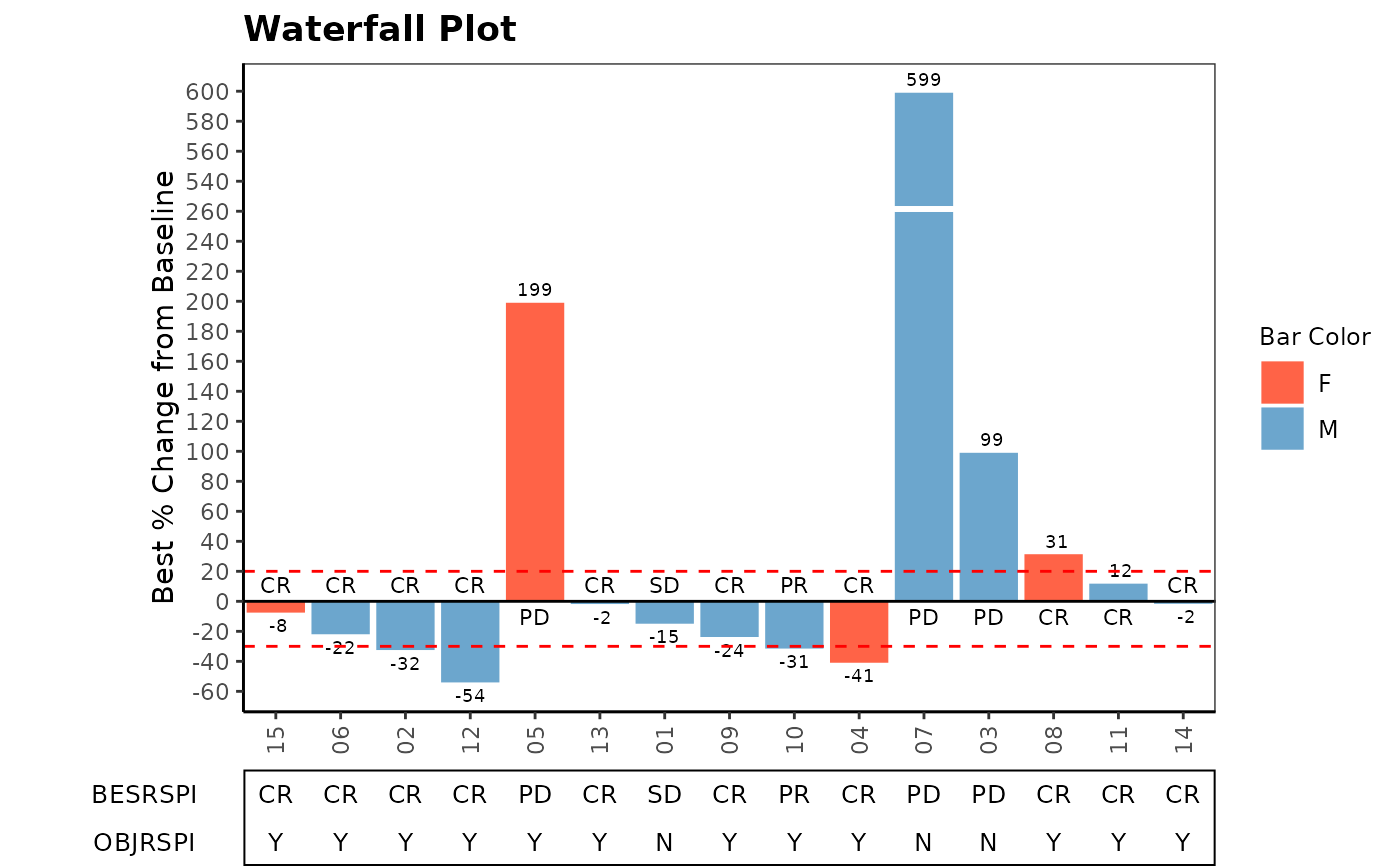 Waterfall Plot
Best % Change from Baseline
600
580
560
540
260
240
220
200
180
160
140
120
100
80
60
40
20
0
-20
-40
-60
599
199
99
31
12
CR CR CR CR CR SD CR PR CR CR
PD PD PD CR CR
-8 -22 -32 -54 -2 -15 -24 -31 -41 -2
15 06 02 12 05 13 01 09 10 04 07 03 08 11 14
Bar Color
F
M
BESRSPI CR CR CR CR PD CR SD CR PR CR PD PD CR CR CR
OBJRSPI Y Y Y Y Y Y N Y Y Y N N Y Y Y